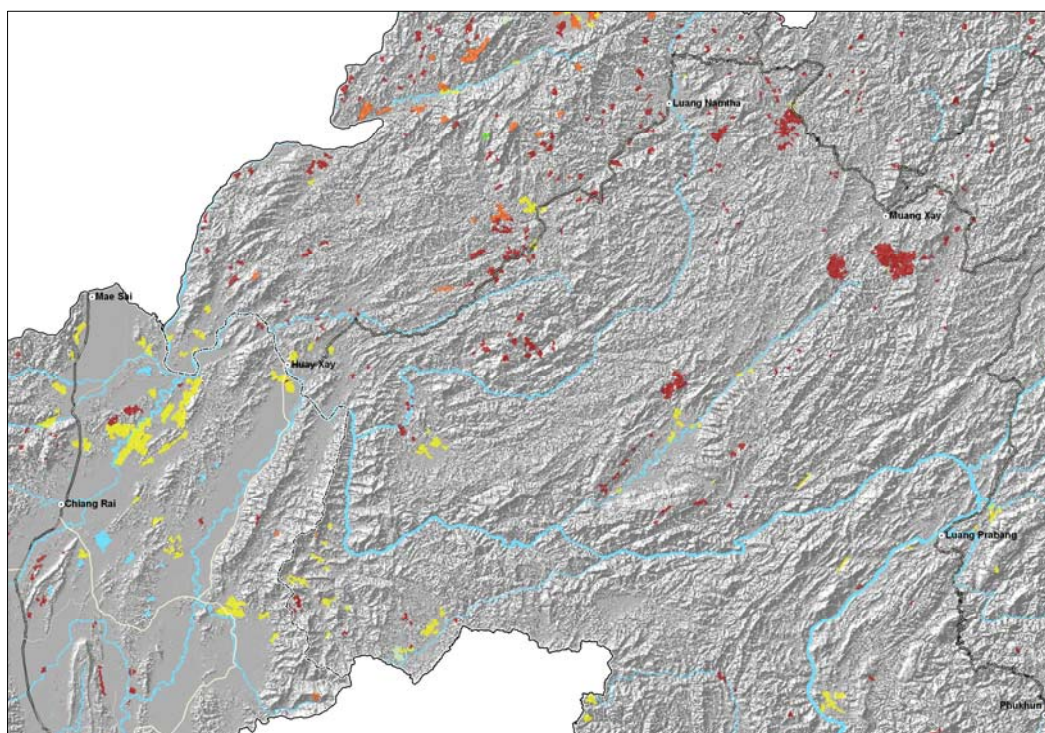 Luang Namtha
Muang Xay
Mae Sai
Huay Xay
Chiang Rai
Luang Prabang
Phukhun